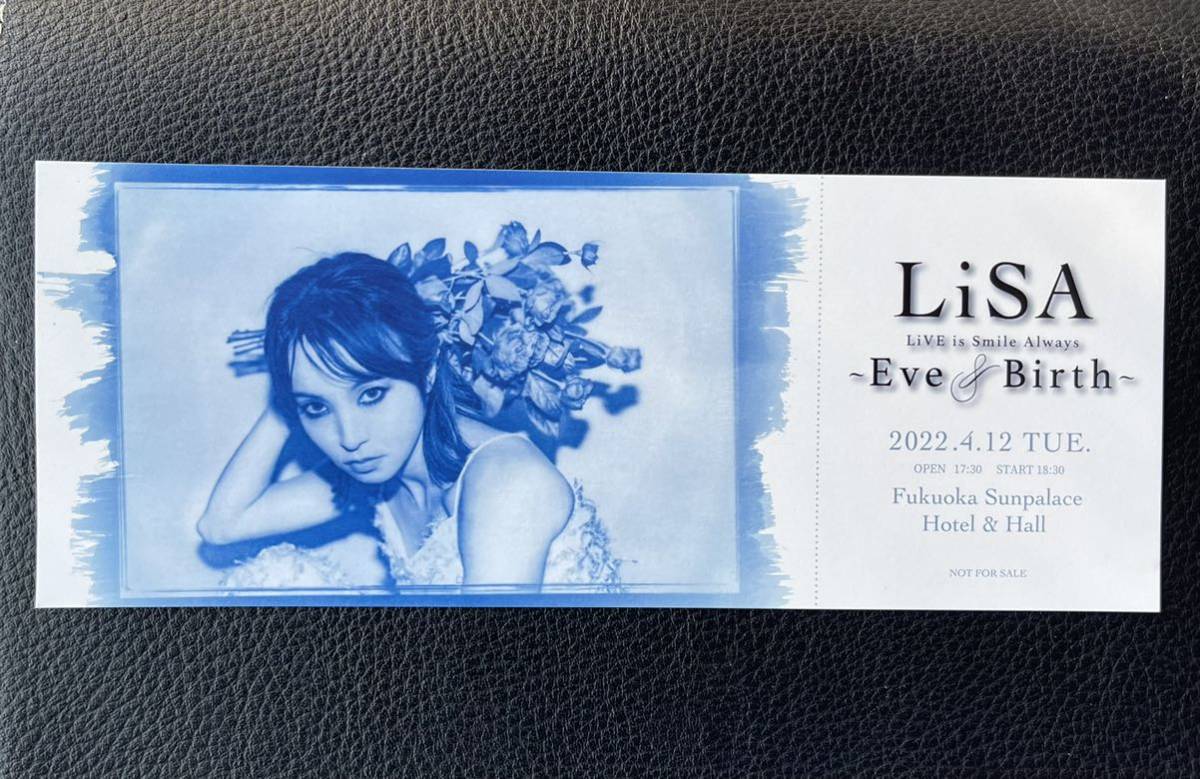 LiSA
LiVE is Smile Always
~Eve & Birth~
2022.4.12 TUE.
OPEN 17:30 START 18:30
Fukuoka Sunpalace
Hotel & Hall
NOT FOR SALE